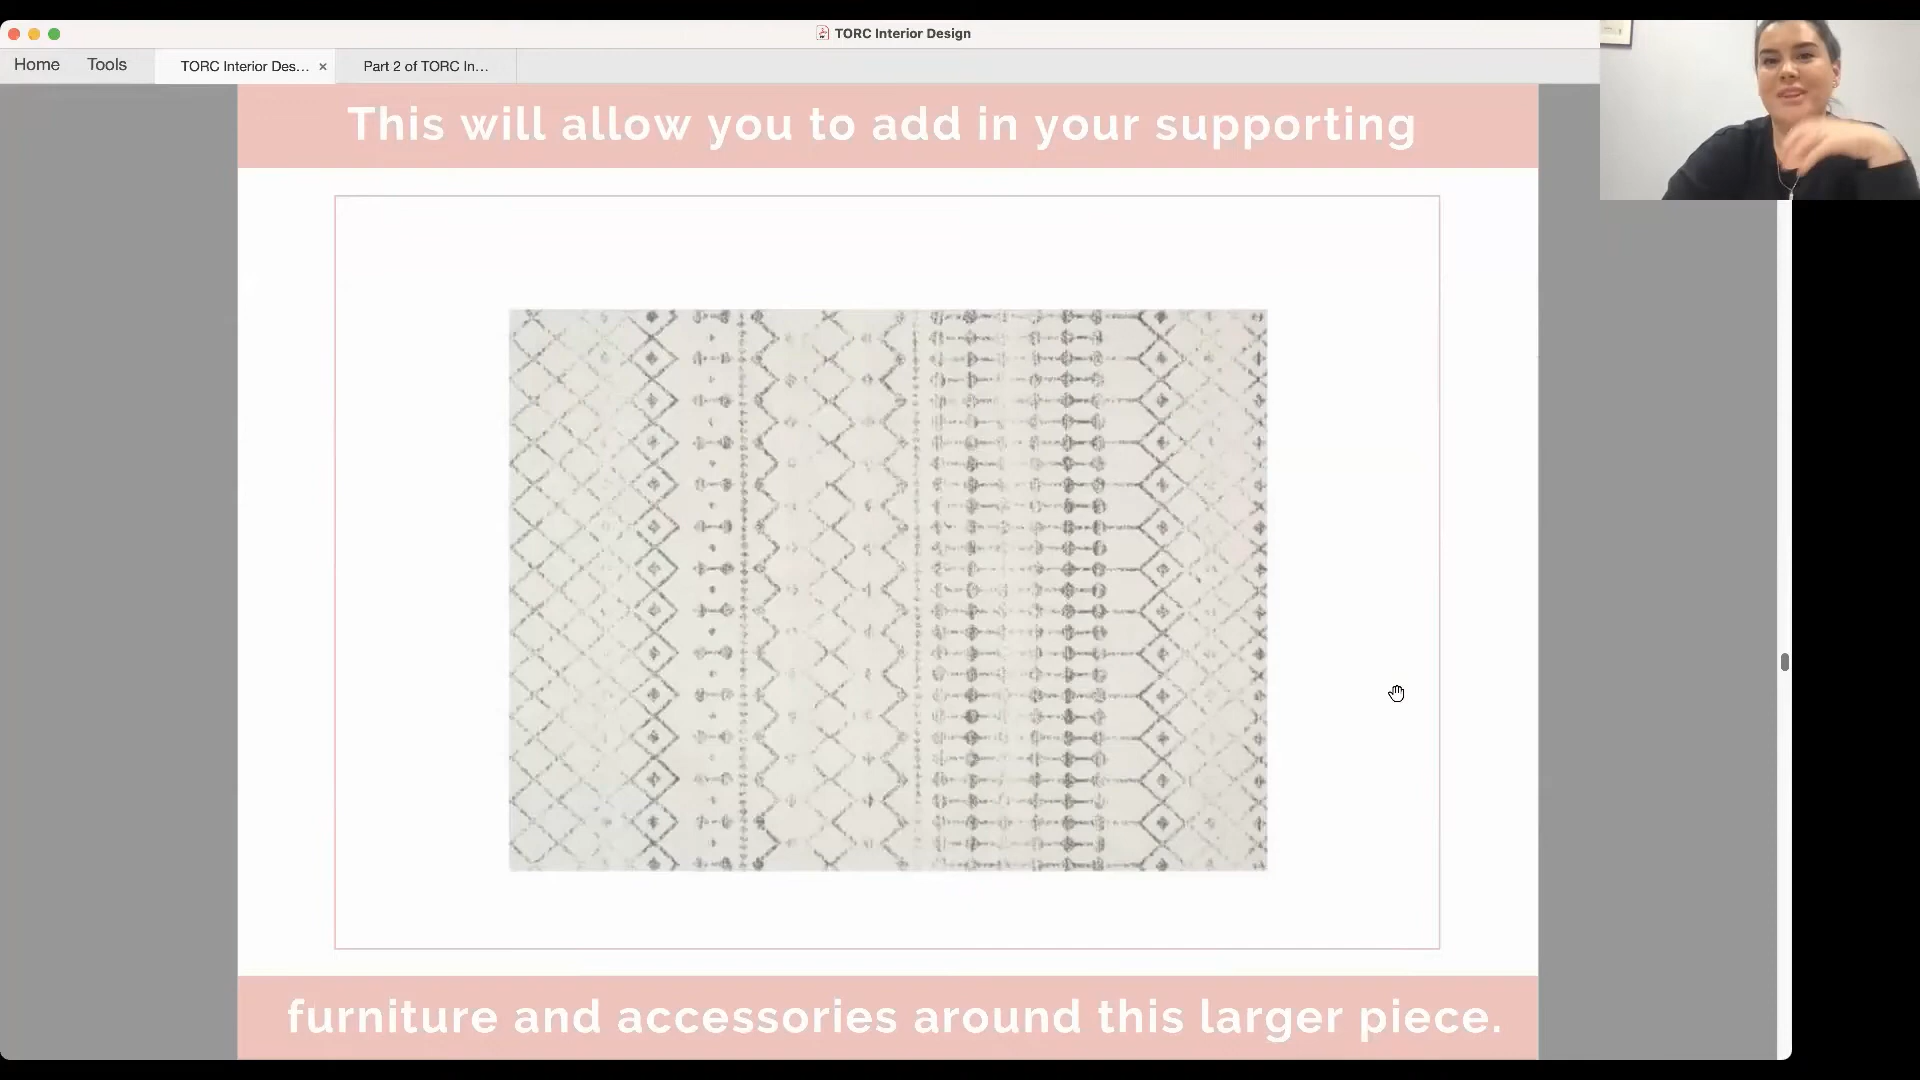 TORC Interior Design
Home
Tools
TORC Interior Des... ×
Part 2 of TORC In...
This will allow you to add in your supporting
furniture and accessories around this larger piece.